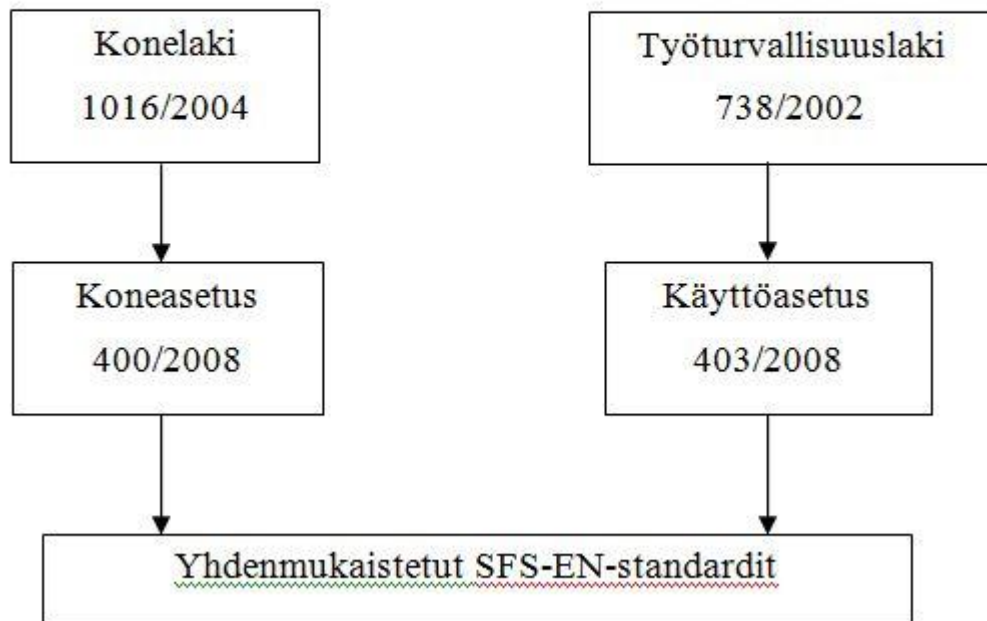 Konelaki
1016/2004
Työturvallisuuslaki
738/2002
Koneasetus
400/2008
Käyttöasetus
403/2008
Yhdenmukaistetut SFS-EN-standardit